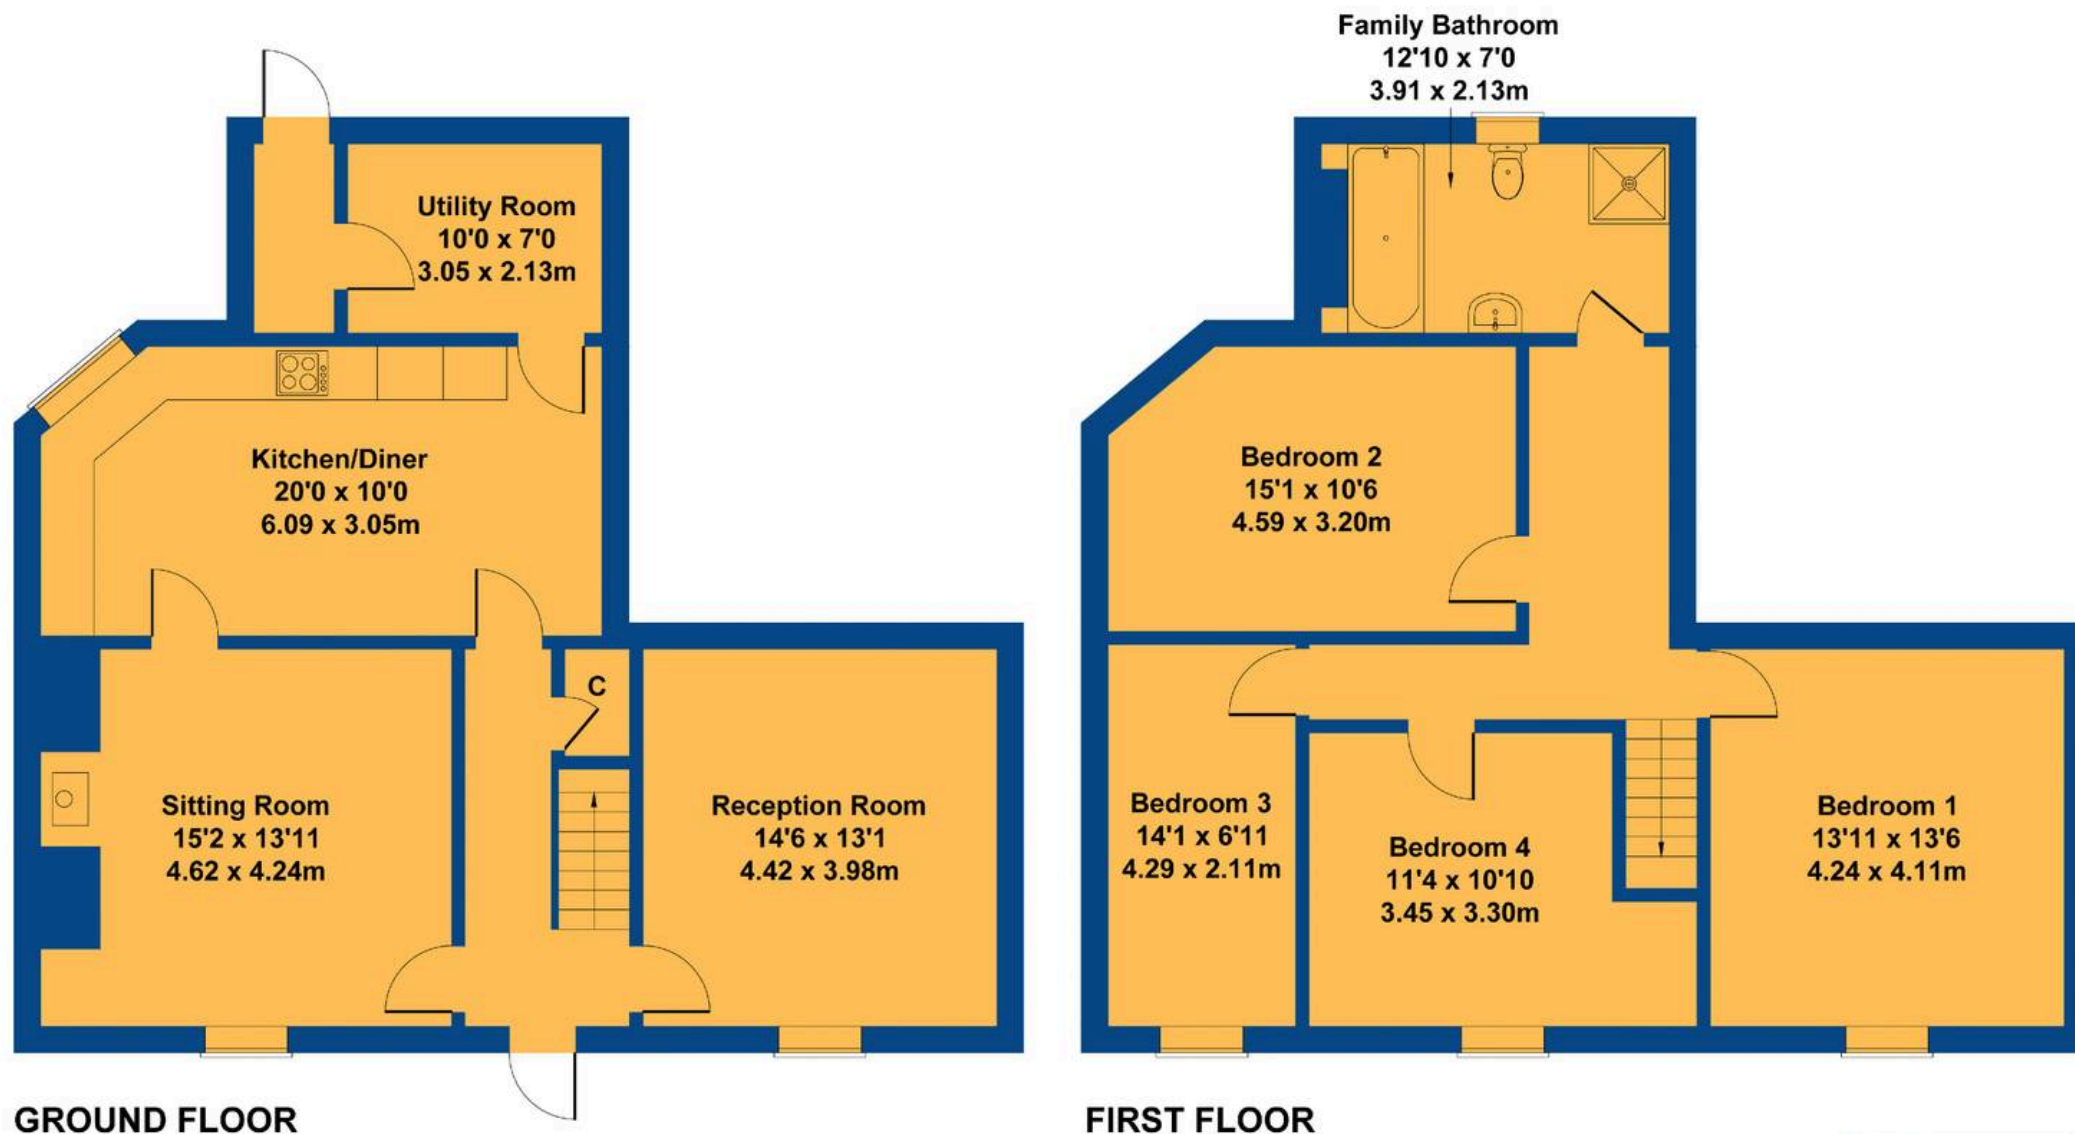 Family Bathroom
12'10 x 7'0
3.91 x 2.13m
Utility Room
10'0 x 7'0
3.05 x 2.13m
Kitchen/Diner
20'0 x 10'0
6.09 x 3.05m
Bedroom 2
15'1 x 10'6
4.59 x 3.20m
C
Sitting Room
15'2 x 13'11
4.62 x 4.24m
Reception Room
14'6 x 13'1
4.42 x 3.98m
Bedroom 3
14'1 x 6'11
4.29 x 2.11m
Bedroom 4
11'4 x 10'10
3.45 x 3.30m
Bedroom 1
13'11 x 13'6
4.24 x 4.11m
GROUND FLOOR
FIRST FLOOR